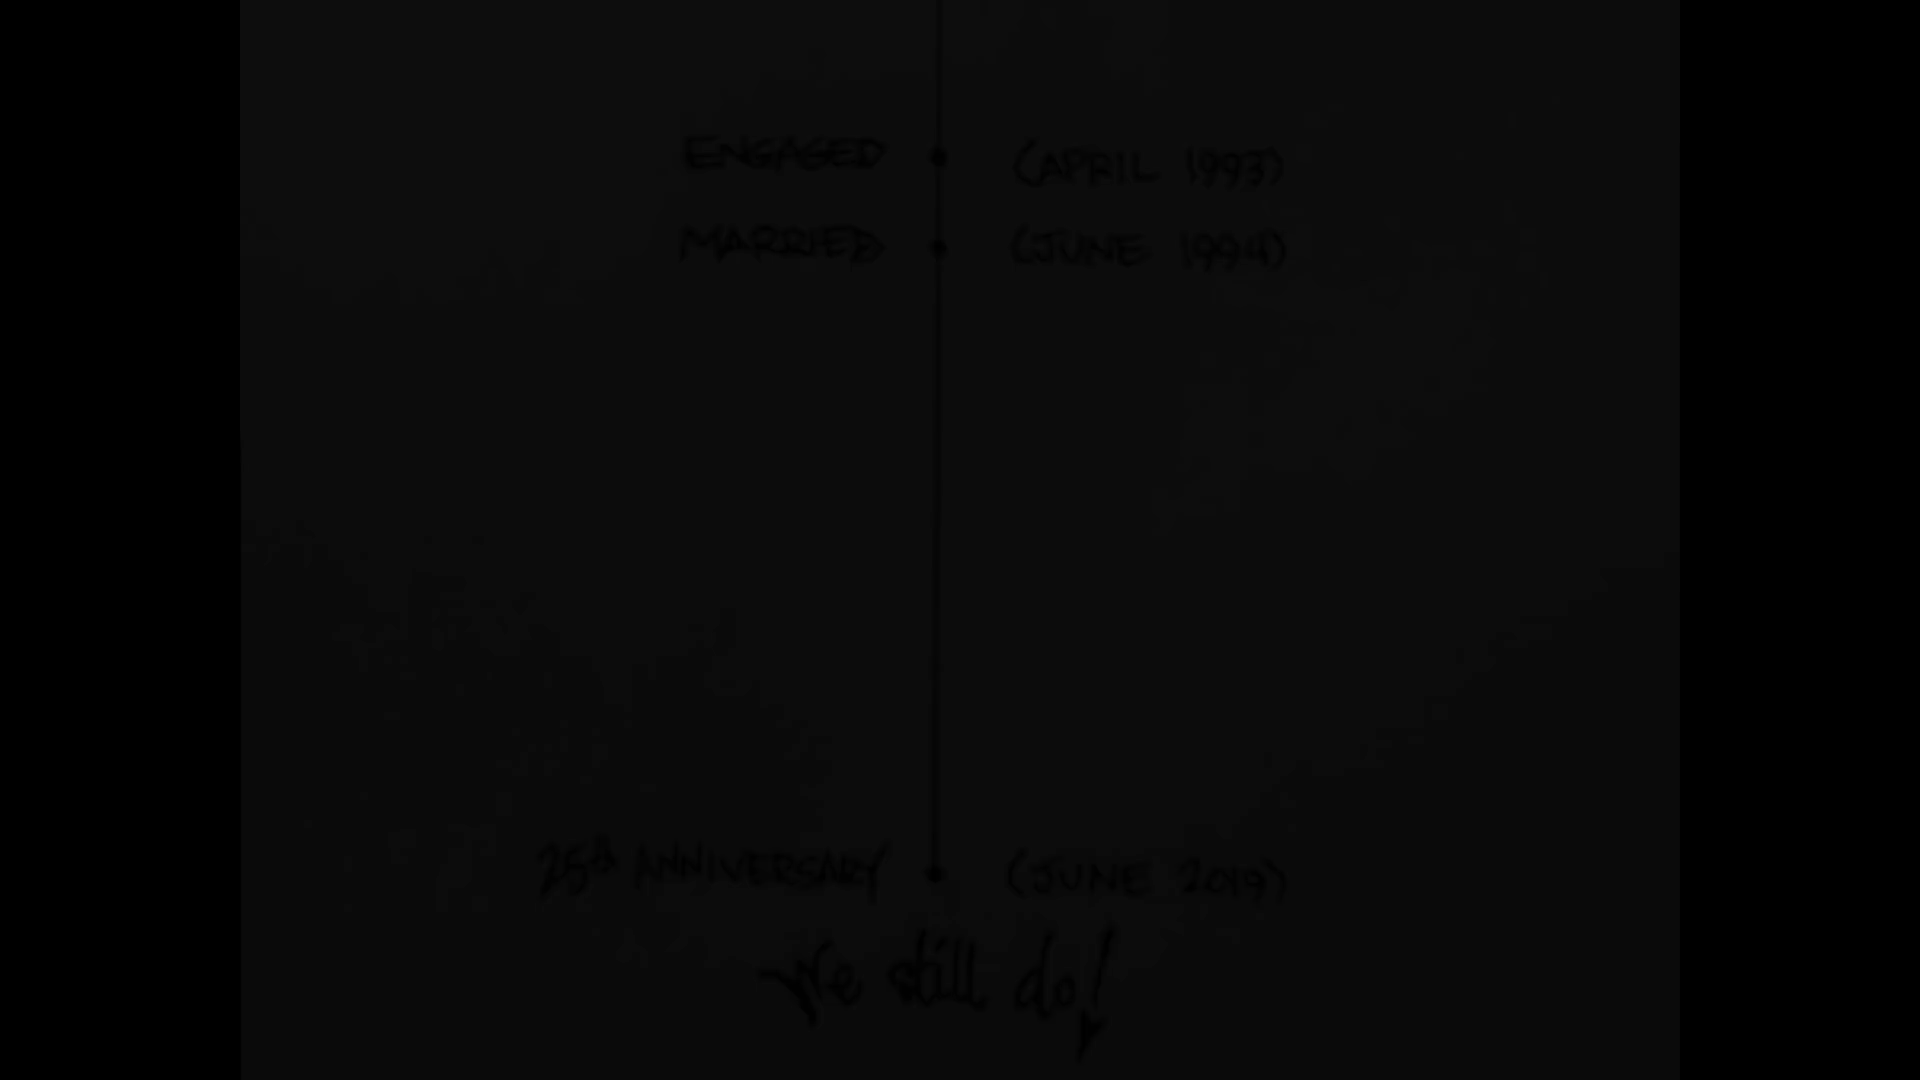 ENGAGED (APRIL 1993)
MARRIED (JUNE 1994)
25th ANNIVERSARY (JUNE 2019)
We still do!